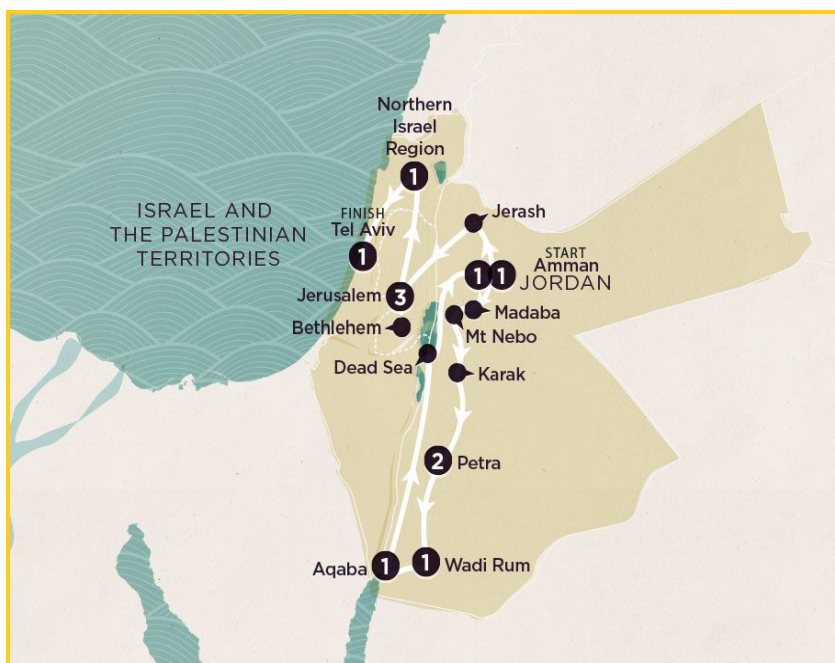 Northern
Israel
Region
1
ISRAEL AND
THE PALESTINIAN
TERRITORIES
FINISH
Tel Aviv
1
Jerash
START
Amman
JORDAN
1 1
Jerusalem 3
Madaba
Mt Nebo
Bethlehem
Dead Sea
Karak
2 Petra
Aqaba 1
1 Wadi Rum